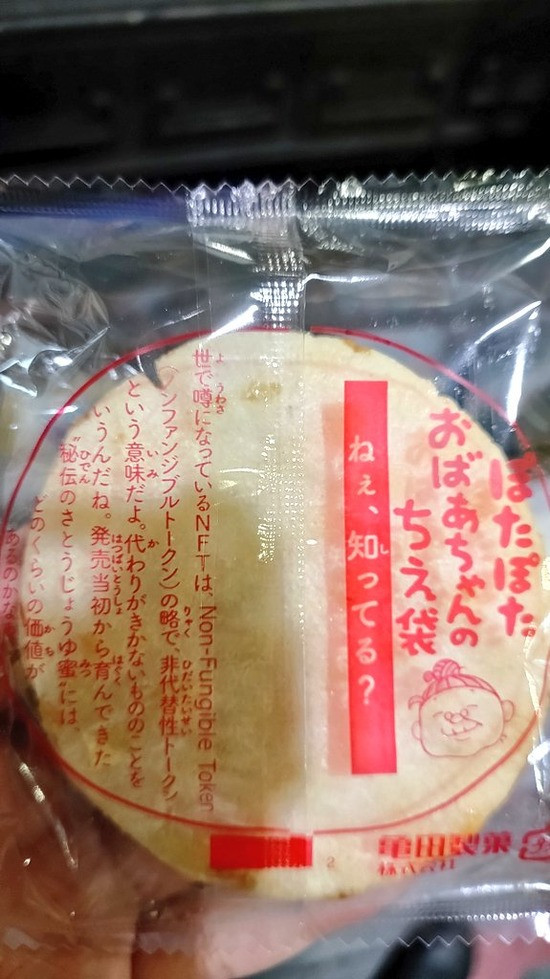 ぽたぽた
おばあちゃんの
ちえ袋
ねぇ、知ってる?
世で噂になっているNFTは、Non-Fungible Token
(ノンファンジブルトークン)の略で、非代替性トークン
という意味だよ。代わりがきかないもののことを
いうんだね。発売当初から育んできた
“秘伝のさとうじょうゆ蜜”には、
どのくらいの価値が
あるのかな
亀田製菓
株式会社
2